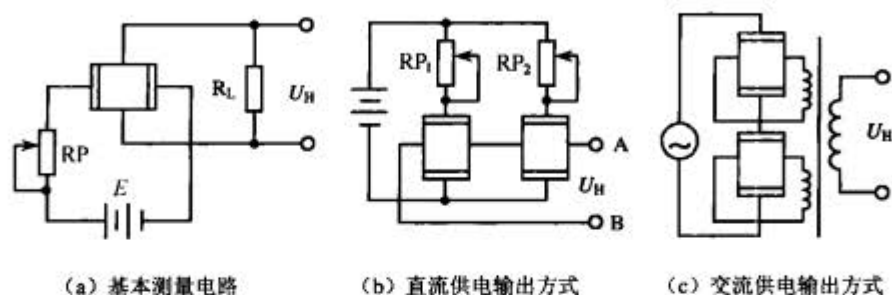 RP
E
R_L
U_H
(a) 基本测量电路
RP₁
RP₂
A
U_H
B
(b) 直流供电输出方式
U_H
(c) 交流供电输出方式